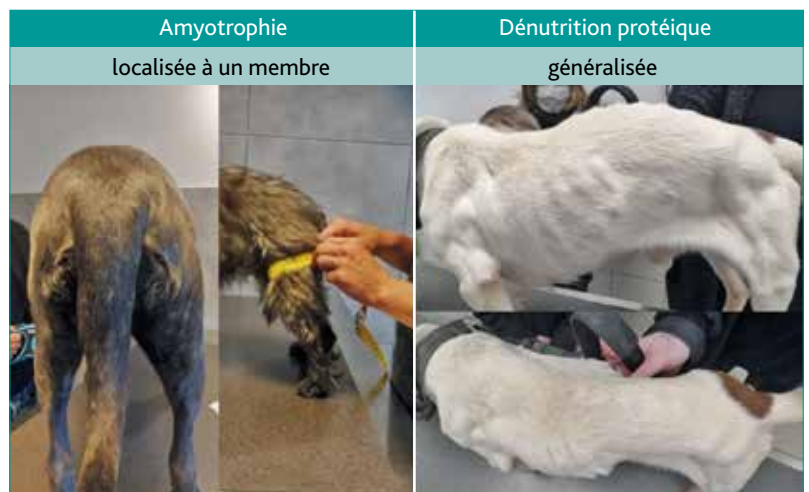 Amyotrophie
Dénutrition protéique
localisée à un membre
généralisée